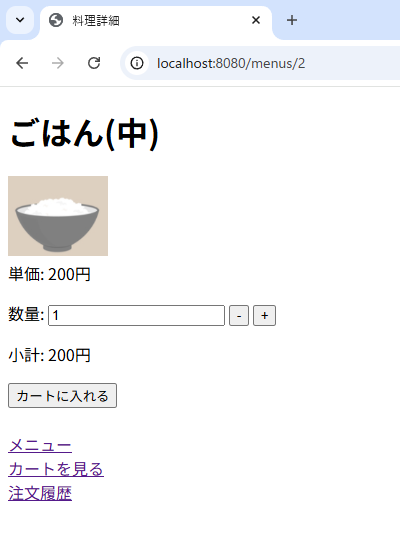 料理詳細
localhost:8080/menus/2
ごはん(中)
単価: 200円
数量: 1 - +
小計: 200円
カートに入れる
メニュー
カートを見る
注文履歴